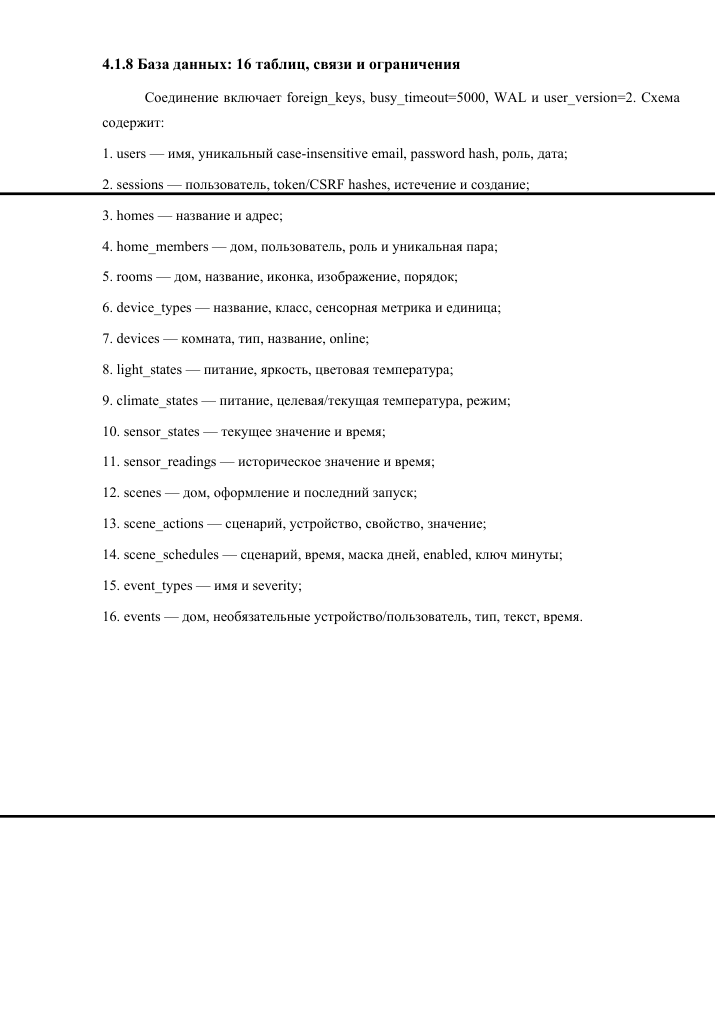 4.1.8 База данных: 16 таблиц, связи и ограничения
Соединение включает foreign_keys, busy_timeout=5000, WAL и user_version=2. Схема
содержит:
1. users — имя, уникальный case-insensitive email, password hash, роль, дата;
2. sessions — пользователь, token/CSRF hashes, истечение и создание;
3. homes — название и адрес;
4. home_members — дом, пользователь, роль и уникальная пара;
5. rooms — дом, название, иконка, изображение, порядок;
6. device_types — название, класс, сенсорная метрика и единица;
7. devices — комната, тип, название, online;
8. light_states — питание, яркость, цветовая температура;
9. climate_states — питание, целевая/текущая температура, режим;
10. sensor_states — текущее значение и время;
11. sensor_readings — историческое значение и время;
12. scenes — дом, оформление и последний запуск;
13. scene_actions — сценарий, устройство, свойство, значение;
14. scene_schedules — сценарий, время, маска дней, enabled, ключ минуты;
15. event_types — имя и severity;
16. events — дом, необязательные устройство/пользователь, тип, текст, время.